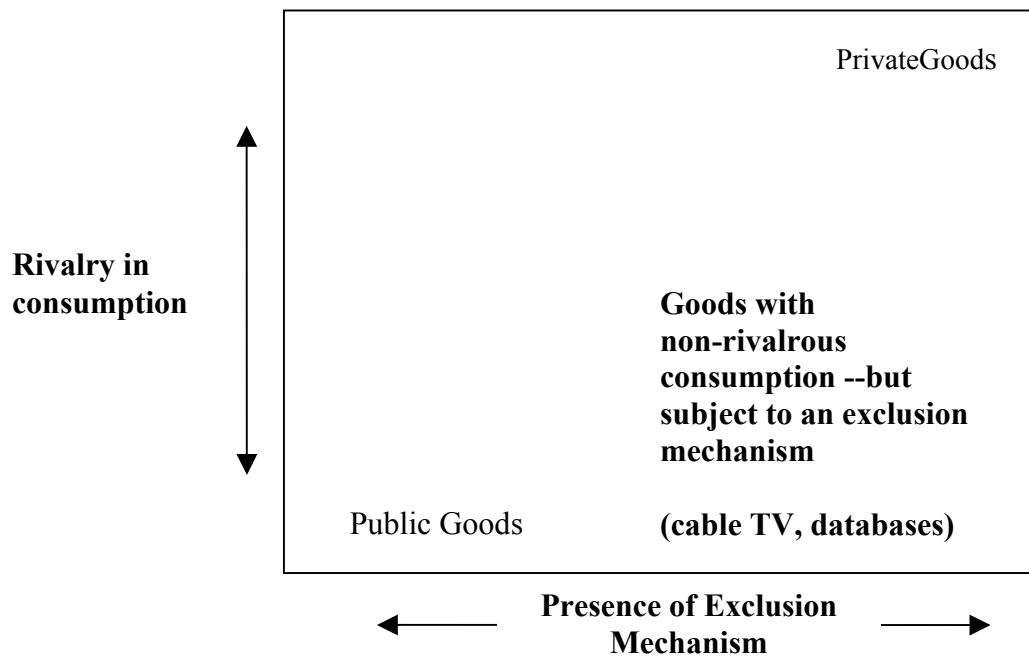 PrivateGoods
Rivalry in
consumption
Goods with
non-rivalrous
consumption --but
subject to an exclusion
mechanism
Public Goods
(cable TV, databases)
Presence of Exclusion
Mechanism